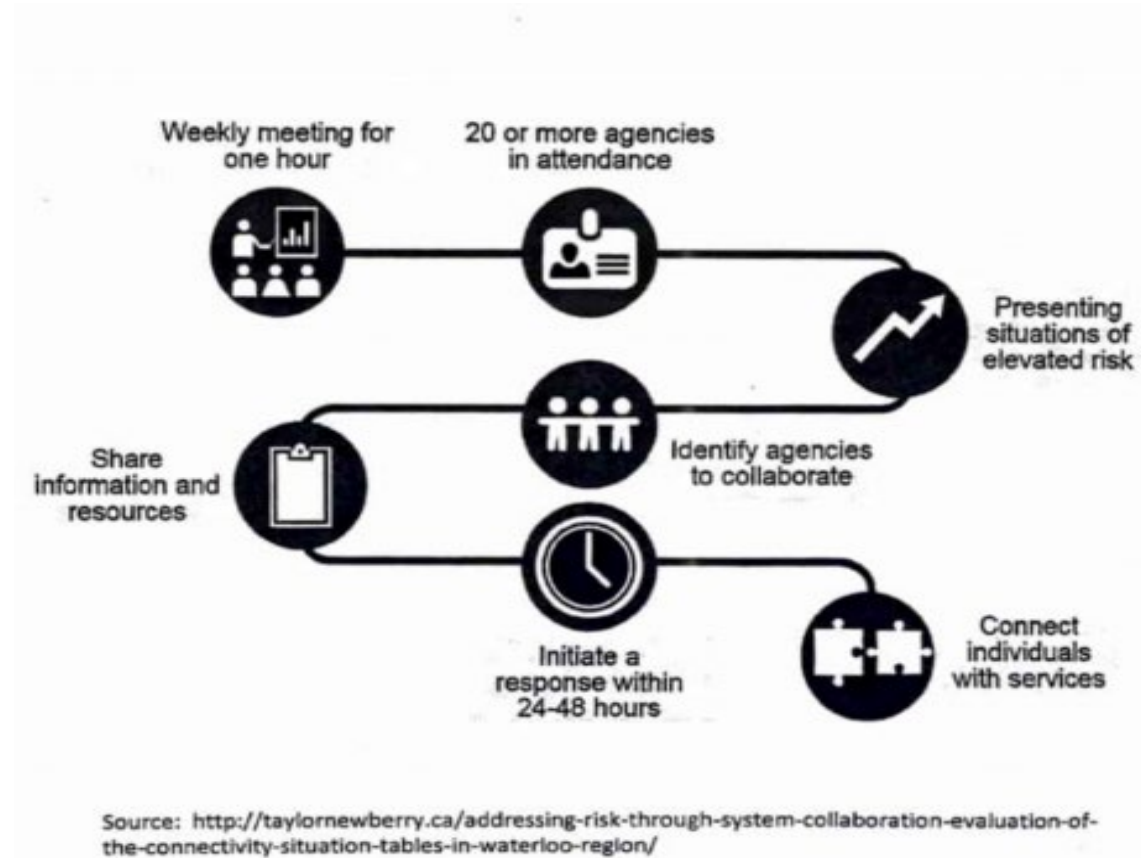 Weekly meeting for
one hour
20 or more agencies
in attendance
Presenting
situations of
elevated risk
Identify agencies
to collaborate
Share
information and
resources
Initiate a
response within
24-48 hours
Connect
individuals
with services
Source: http://taylornewberry.ca/addressing-risk-through-system-collaboration-evaluation-of-
the-connectivity-situation-tables-in-waterloo-region/